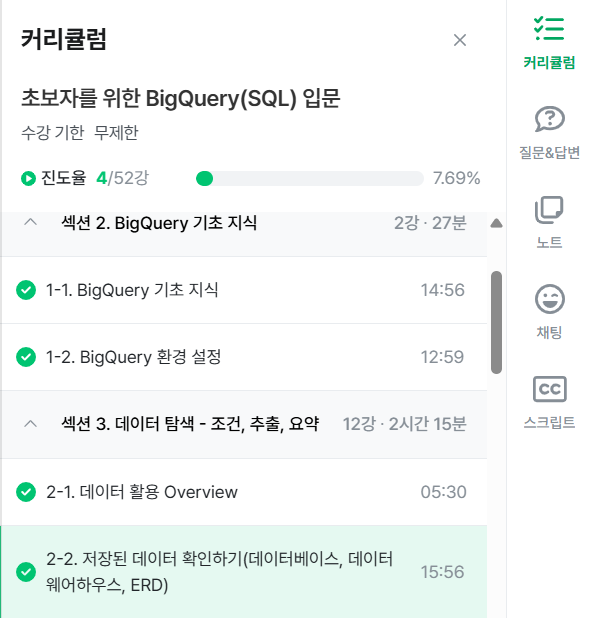 커리큘럼
초보자를 위한 BigQuery(SQL) 입문
수강 기한 무제한
진도율 4/52강 7.69%
섹션 2. BigQuery 기초 지식 2강 · 27분
1-1. BigQuery 기초 지식 14:56
1-2. BigQuery 환경 설정 12:59
섹션 3. 데이터 탐색 - 조건, 추출, 요약 12강 · 2시간 15분
2-1. 데이터 활용 Overview 05:30
2-2. 저장된 데이터 확인하기(데이터베이스, 데이터
웨어하우스, ERD) 15:56
커리큘럼
질문&답변
노트
채팅
CC
스크립트